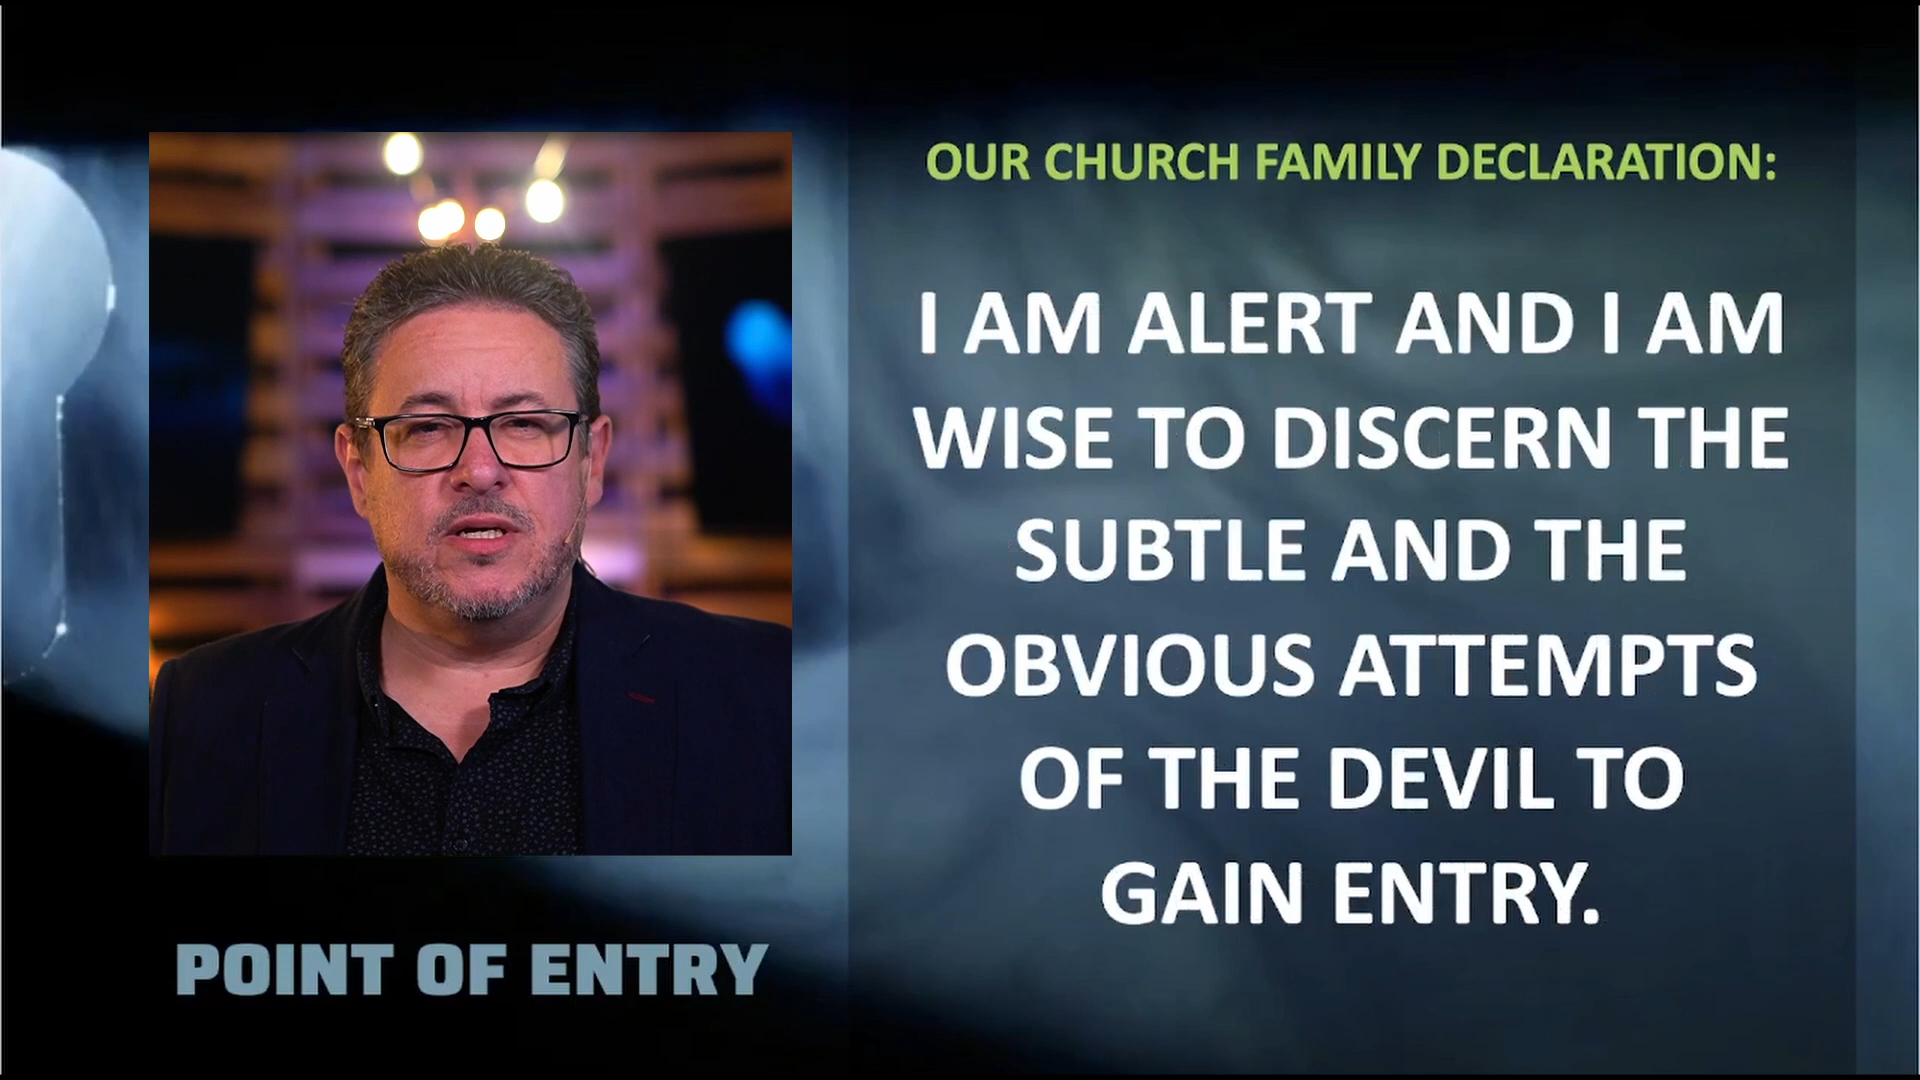 OUR CHURCH FAMILY DECLARATION:
I AM ALERT AND I AM
WISE TO DISCERN THE
SUBTLE AND THE
OBVIOUS ATTEMPTS
OF THE DEVIL TO
GAIN ENTRY.
POINT OF ENTRY